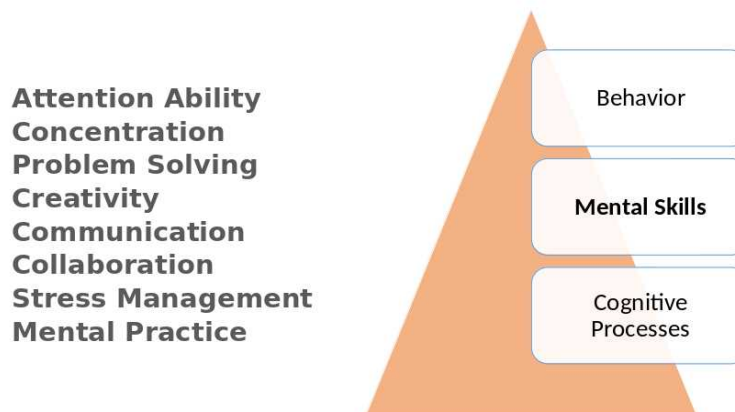 Attention Ability
Concentration
Problem Solving
Creativity
Communication
Collaboration
Stress Management
Mental Practice
Behavior
Mental Skills
Cognitive
Processes